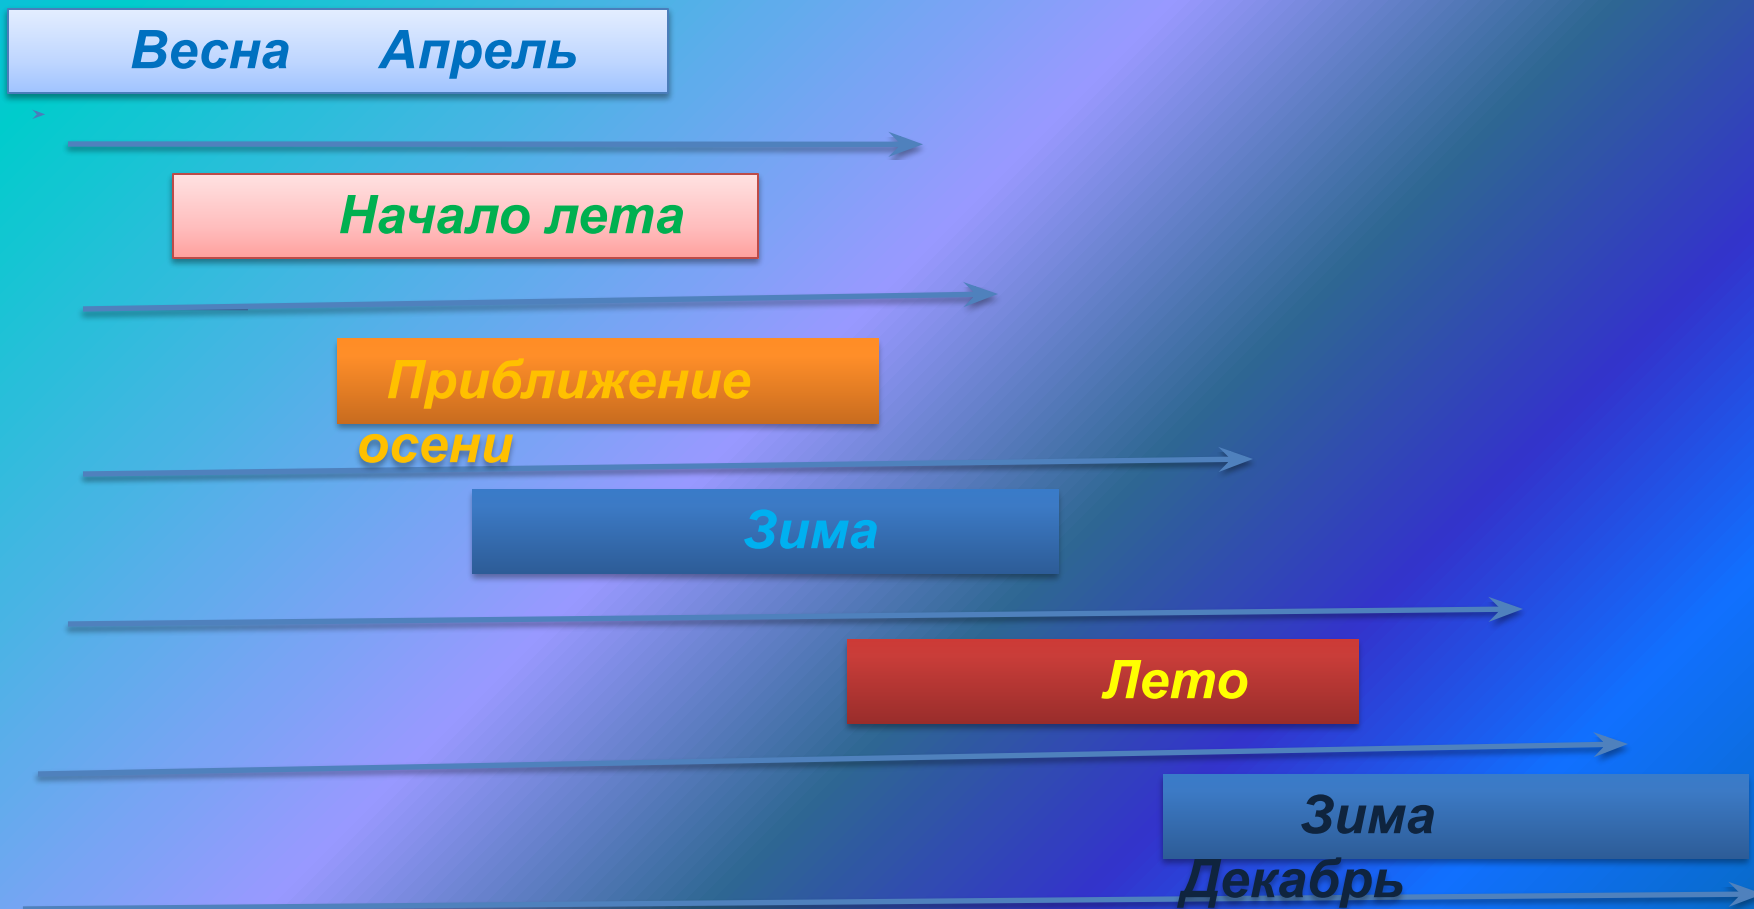 Весна Апрель
Начало лета
Приближение
осени
Зима
Лето
Зима
Декабрь